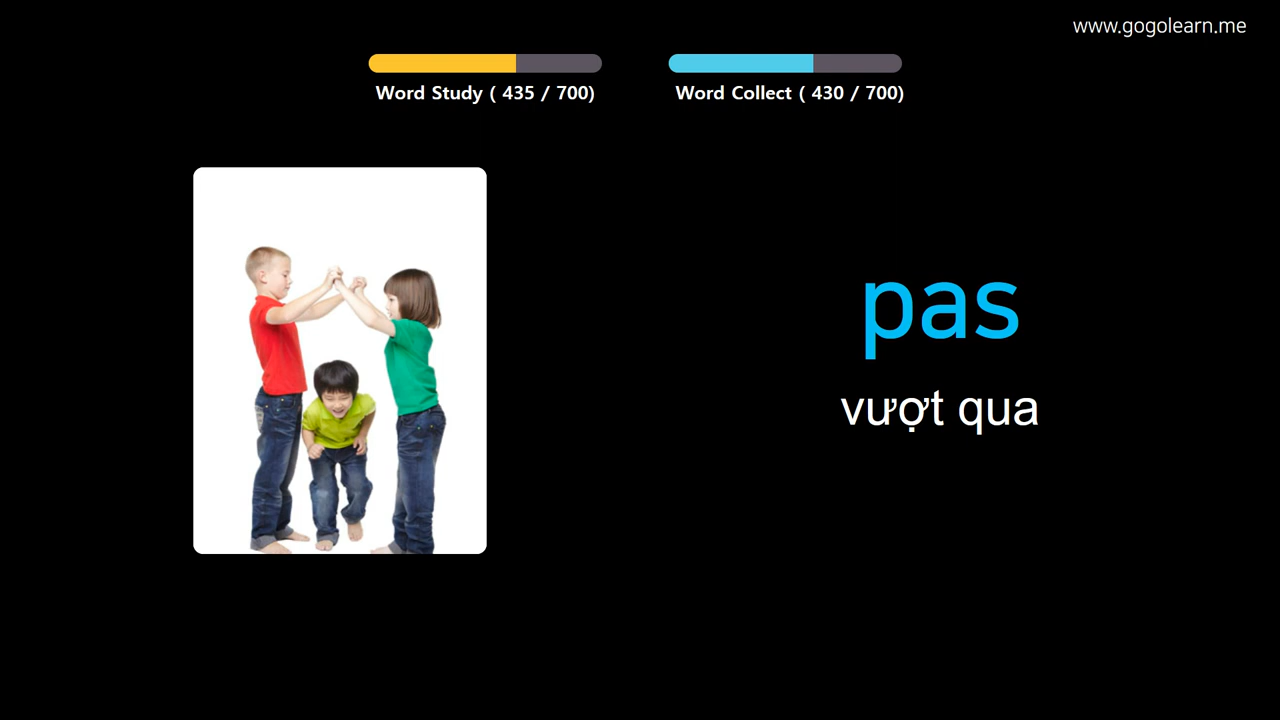 www.gogolearn.me
Word Study ( 435 / 700)
Word Collect ( 430 / 700)
pas
vượt qua